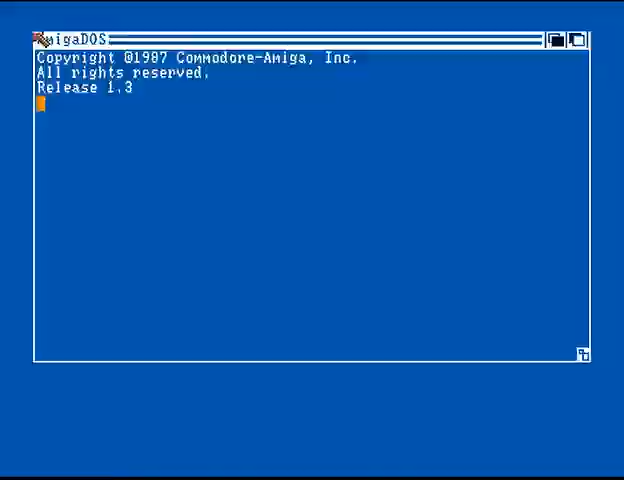 AmigaDOS
Copyright ©1987 Commodore-Amiga, Inc.
All rights reserved.
Release 1.3